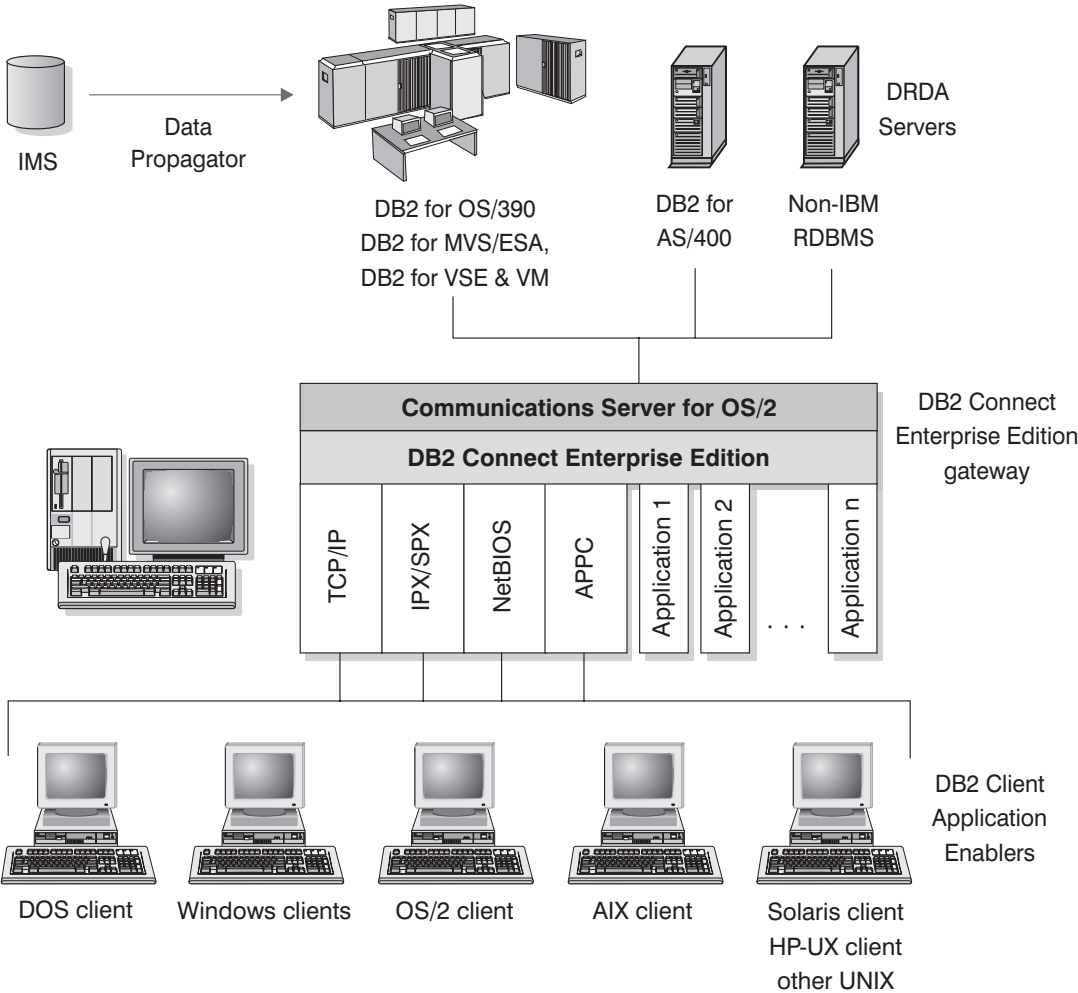 IMS
Data
Propagator
DB2 for OS/390
DB2 for MVS/ESA,
DB2 for VSE & VM
DB2 for
AS/400
Non-IBM
RDBMS
DRDA
Servers
Communications Server for OS/2
DB2 Connect Enterprise Edition
DB2 Connect
Enterprise Edition
gateway
TCP/IP
IPX/SPX
NetBIOS
APPC
Application 1
Application 2
. . .
Application n
DB2 Client
Application
Enablers
DOS client
Windows clients
OS/2 client
AIX client
Solaris client
HP-UX client
other UNIX